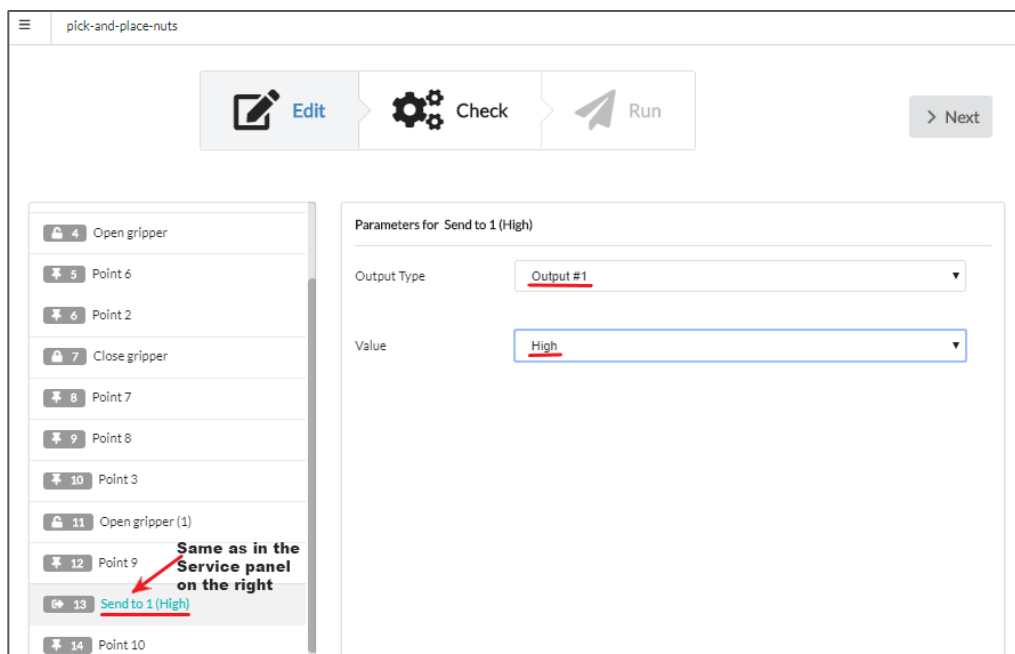 pick-and-place-nuts
Edit
Check
Run
Next
4 Open gripper
5 Point 6
6 Point 2
7 Close gripper
8 Point 7
9 Point 8
10 Point 3
11 Open gripper (1)
12 Point 9
13 Send to 1 (High)
14 Point 10
Same as in the
Service panel
on the right
Parameters for Send to 1 (High)
Output Type
Output #1
Value
High